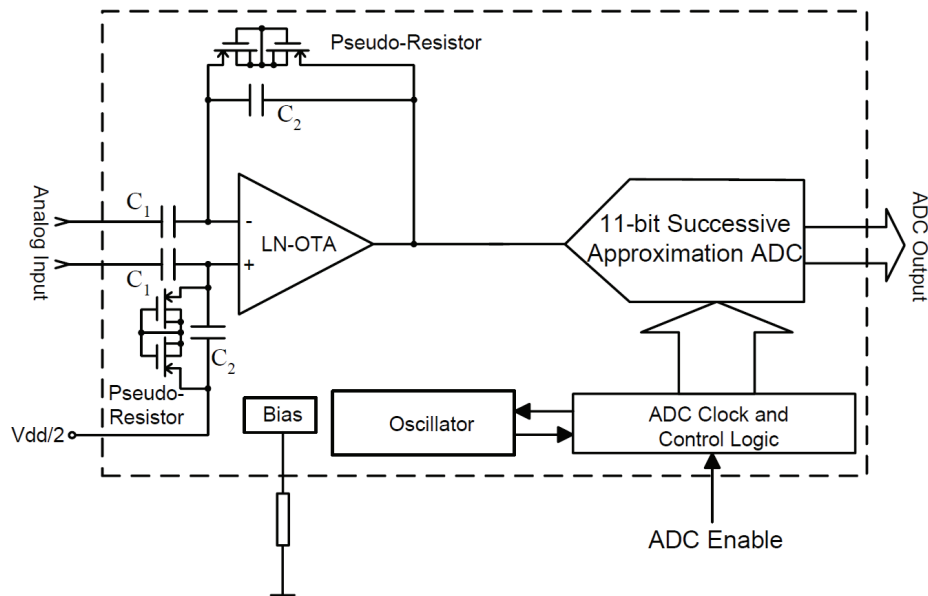 Pseudo-Resistor
C2
Analog Input
C1
-
LN-OTA
+
C1
C2
Pseudo-
Resistor
Vdd/2
Bias
Oscillator
11-bit Successive
Approximation ADC
ADC Output
ADC Clock and
Control Logic
ADC Enable